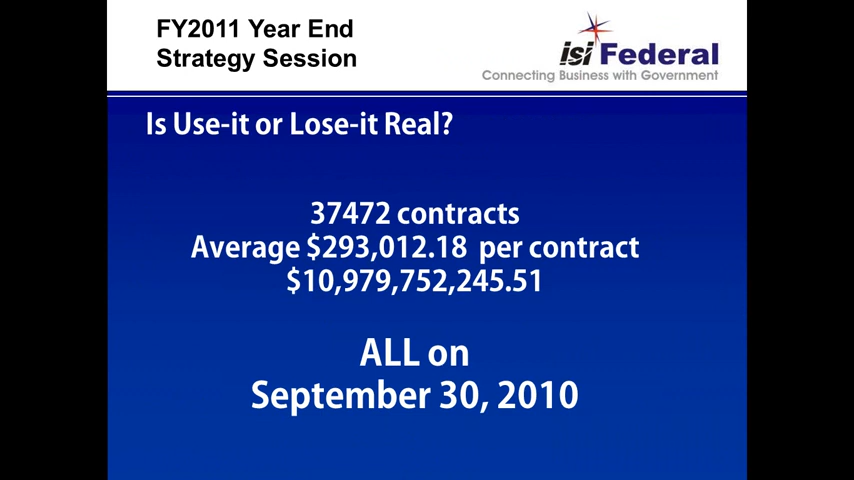 FY2011 Year End
Strategy Session
isi Federal
Connecting Business with Government
Is Use-it or Lose-it Real?
37472 contracts
Average $293,012.18 per contract
$10,979,752,245.51
ALL on
September 30, 2010